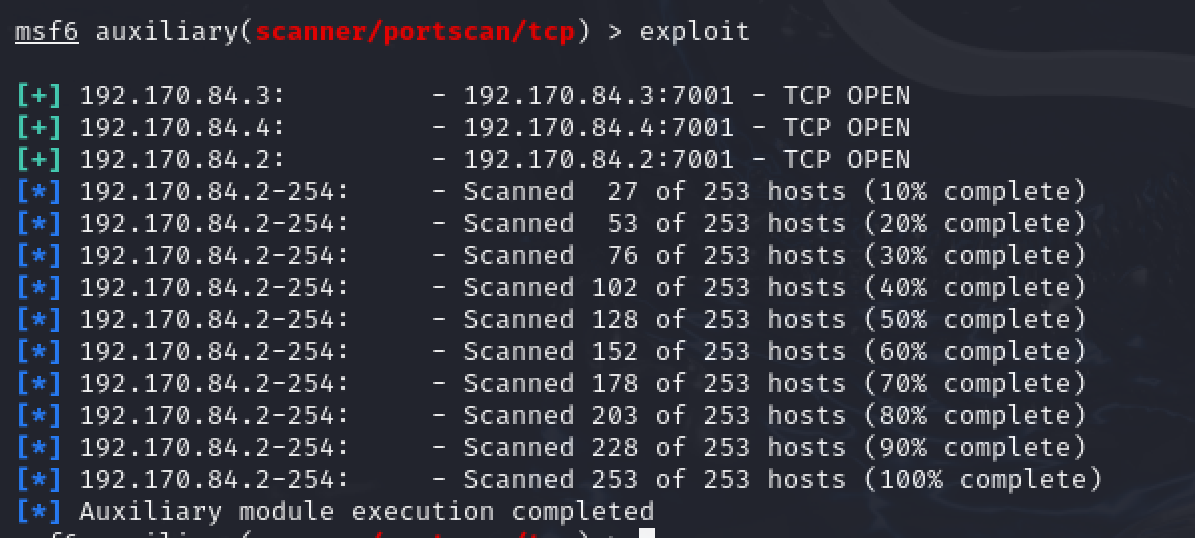 msf6 auxiliary(scanner/portscan/tcp) > exploit
[+] 192.170.84.3:         - 192.170.84.3:7001 - TCP OPEN
[+] 192.170.84.4:         - 192.170.84.4:7001 - TCP OPEN
[+] 192.170.84.2:         - 192.170.84.2:7001 - TCP OPEN
[*] 192.170.84.2-254:     - Scanned  27 of 253 hosts (10% complete)
[*] 192.170.84.2-254:     - Scanned  53 of 253 hosts (20% complete)
[*] 192.170.84.2-254:     - Scanned  76 of 253 hosts (30% complete)
[*] 192.170.84.2-254:     - Scanned 102 of 253 hosts (40% complete)
[*] 192.170.84.2-254:     - Scanned 128 of 253 hosts (50% complete)
[*] 192.170.84.2-254:     - Scanned 152 of 253 hosts (60% complete)
[*] 192.170.84.2-254:     - Scanned 178 of 253 hosts (70% complete)
[*] 192.170.84.2-254:     - Scanned 203 of 253 hosts (80% complete)
[*] 192.170.84.2-254:     - Scanned 228 of 253 hosts (90% complete)
[*] 192.170.84.2-254:     - Scanned 253 of 253 hosts (100% complete)
[*] Auxiliary module execution completed